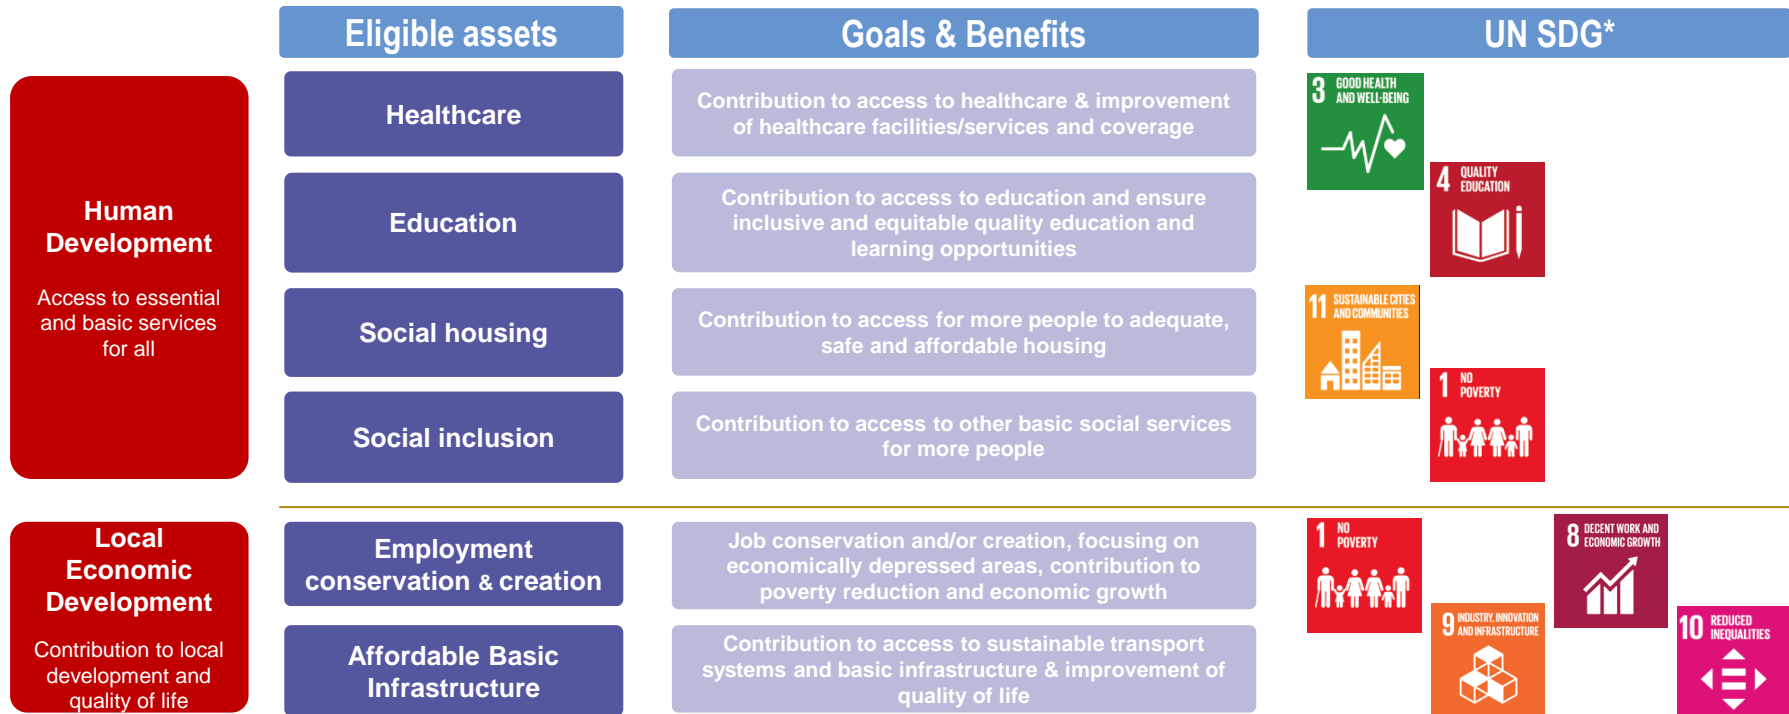 Eligible assets
Goals & Benefits
UN SDG*
Human
Development
Access to essential
and basic services
for all
Healthcare
Contribution to access to healthcare & improvement
of healthcare facilities/services and coverage
3 GOOD HEALTH
AND WELL-BEING
Education
Contribution to access to education and ensure
inclusive and equitable quality education and
learning opportunities
4 QUALITY
EDUCATION
Social housing
Contribution to access for more people to adequate,
safe and affordable housing
11 SUSTAINABLE CITIES
AND COMMUNITIES
Social inclusion
Contribution to access to other basic social services
for more people
1 NO
POVERTY
Local
Economic
Development
Contribution to local
development and
quality of life
Employment
conservation & creation
Job conservation and/or creation, focusing on
economically depressed areas, contribution to
poverty reduction and economic growth
1 NO
POVERTY
8 DECENT WORK AND
ECONOMIC GROWTH
Affordable Basic
Infrastructure
Contribution to access to sustainable transport
systems and basic infrastructure & improvement of
quality of life
9 INDUSTRY, INNOVATION
AND INFRASTRUCTURE
10 REDUCED
INEQUALITIES